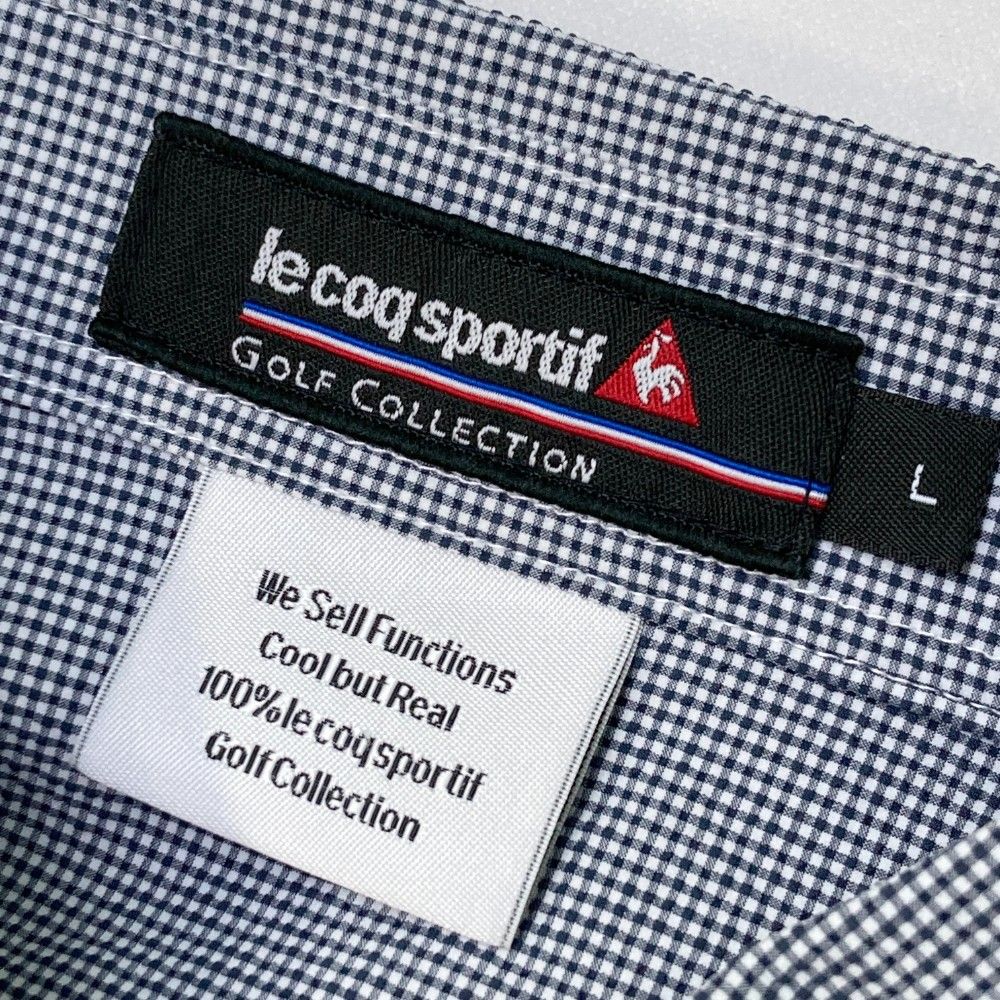 le coq sportif
GOLF COLLECTION
L
We Sell Functions
Cool but Real
100% le coq sportif
Golf Collection